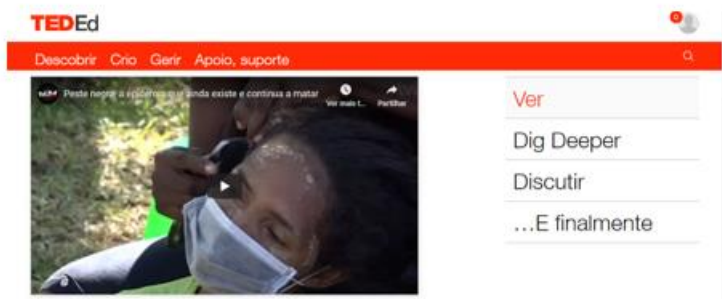 TEDEd
0
Descobrir Crio Gerir Apoio, suporte
Peste negra: a epidemia que ainda existe e continua a matar
Ver mais t... Partilhar
Ver
Dig Deeper
Discutir
...E finalmente